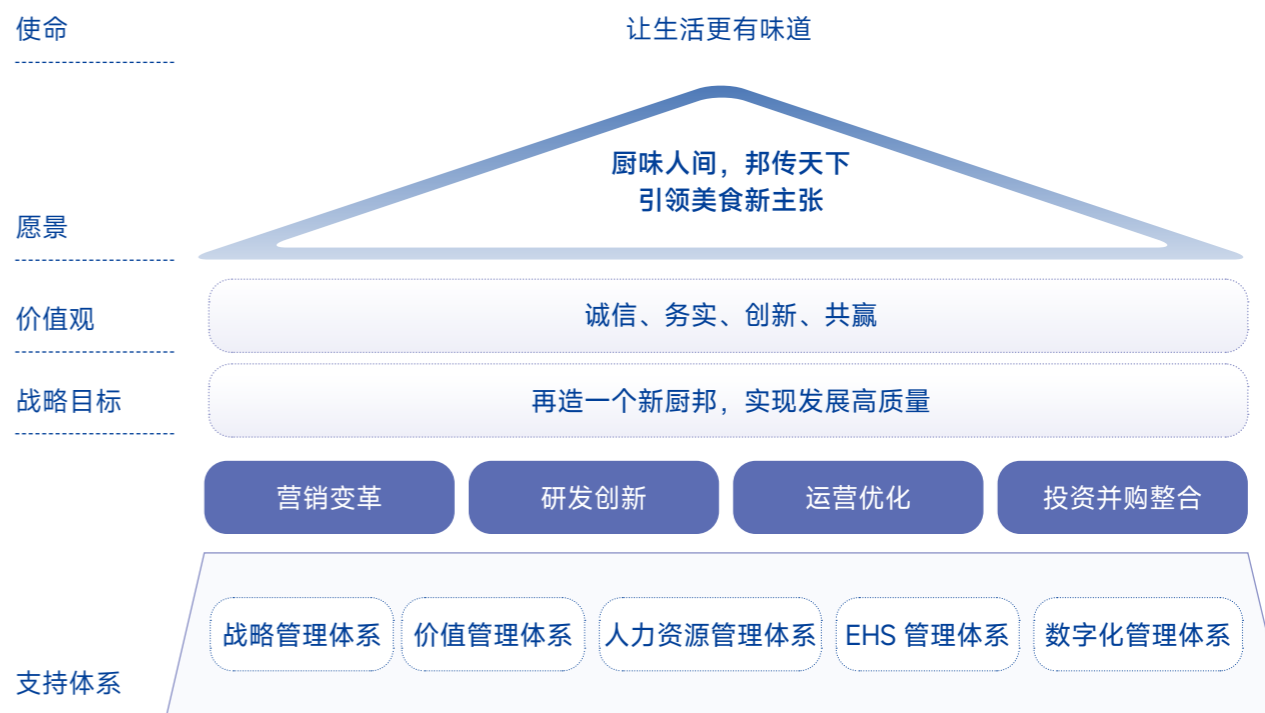 使命
让生活更有味道
厨味人间，邦传天下
引领美食新主张
愿景
价值观
诚信、务实、创新、共赢
战略目标
再造一个新厨邦，实现发展高质量
营销变革
研发创新
运营优化
投资并购整合
战略管理体系
价值管理体系
人力资源管理体系
EHS 管理体系
数字化管理体系
支持体系